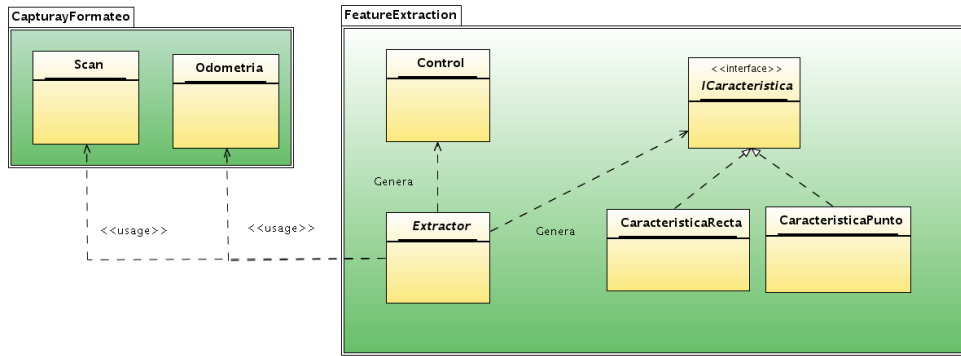 CapturayFormateo
Scan
Odometria
<<usage>>
<<usage>>
FeatureExtraction
Control
<<interface>>
ICaracteristica
Genera
Extractor
Genera
CaracteristicaRecta
CaracteristicaPunto